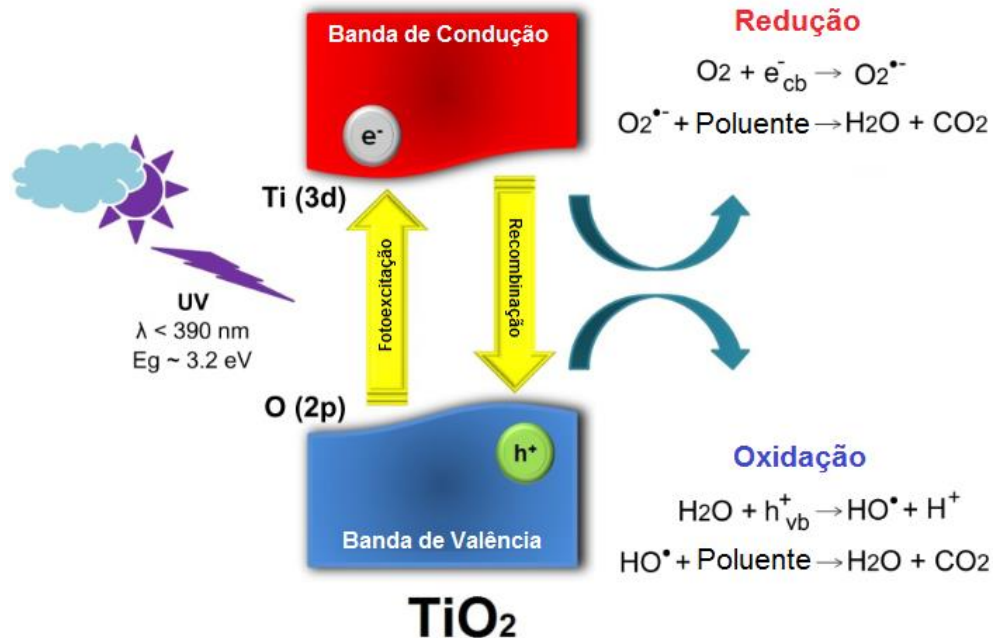 Banda de Condução
e⁻
Ti (3d)
Fotoexcitação
Recombinação
UV
λ < 390 nm
Eg ~ 3.2 eV
O (2p)
h⁺
Banda de Valência
TiO₂
Redução
O₂ + e⁻cb → O₂•⁻
O₂•⁻ + Poluente → H₂O + CO₂
Oxidação
H₂O + h⁺vb → HO• + H⁺
HO• + Poluente → H₂O + CO₂